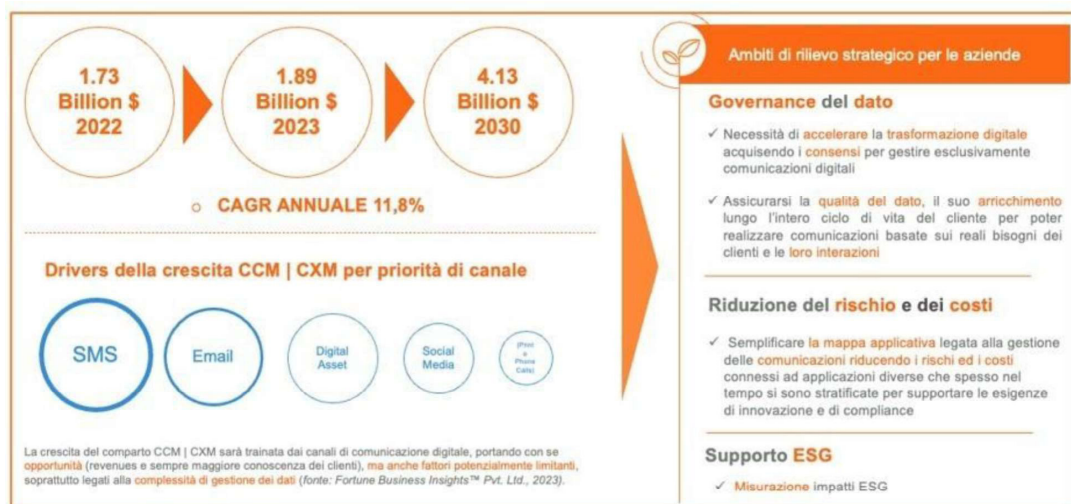 1.73
Billion $
2022
1.89
Billion $
2023
4.13
Billion $
2030
CAGR ANNUALE 11,8%
Drivers della crescita CCM | CXM per priorità di canale
SMS
Email
Digital
Asset
Social
Media
(Print
e
Phone
Calls)
La crescita del comparto CCM | CXM sarà trainata dai canali di comunicazione digitale, portando con se
opportunità (revenues e sempre maggiore conoscenza dei clienti), ma anche fattori potenzialmente limitanti,
soprattutto legati alla complessità di gestione dei dati (fonte: Fortune Business Insights™ Pvt. Ltd., 2023).
Ambiti di rilievo strategico per le aziende
Governance del dato
✓ Necessità di accelerare la trasformazione digitale
acquisendo i consensi per gestire esclusivamente
comunicazioni digitali
✓ Assicurarsi la qualità del dato, il suo arricchimento
lungo l'intero ciclo di vita del cliente per poter
realizzare comunicazioni basate sui reali bisogni dei
clienti e le loro interazioni
Riduzione del rischio e dei costi
✓ Semplificare la mappa applicativa legata alla gestione
delle comunicazioni riducendo i rischi ed i costi
connessi ad applicazioni diverse che spesso nel
tempo si sono stratificate per supportare le esigenze
di innovazione e di compliance
Supporto ESG
✓ Misurazione impatti ESG